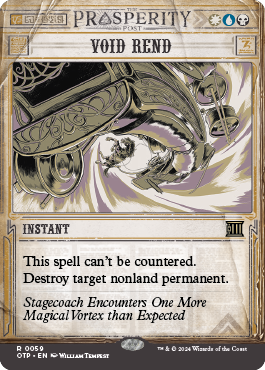 THE
PROSPERITY
POST
VOID REND
INSTANT
This spell can't be countered.
Destroy target nonland permanent.
Stagecoach Encounters One More
Magical Vortex than Expected
R 0059
OTP • EN WILLIAM TEMPEST
™ & © 2024 Wizards of the Coast